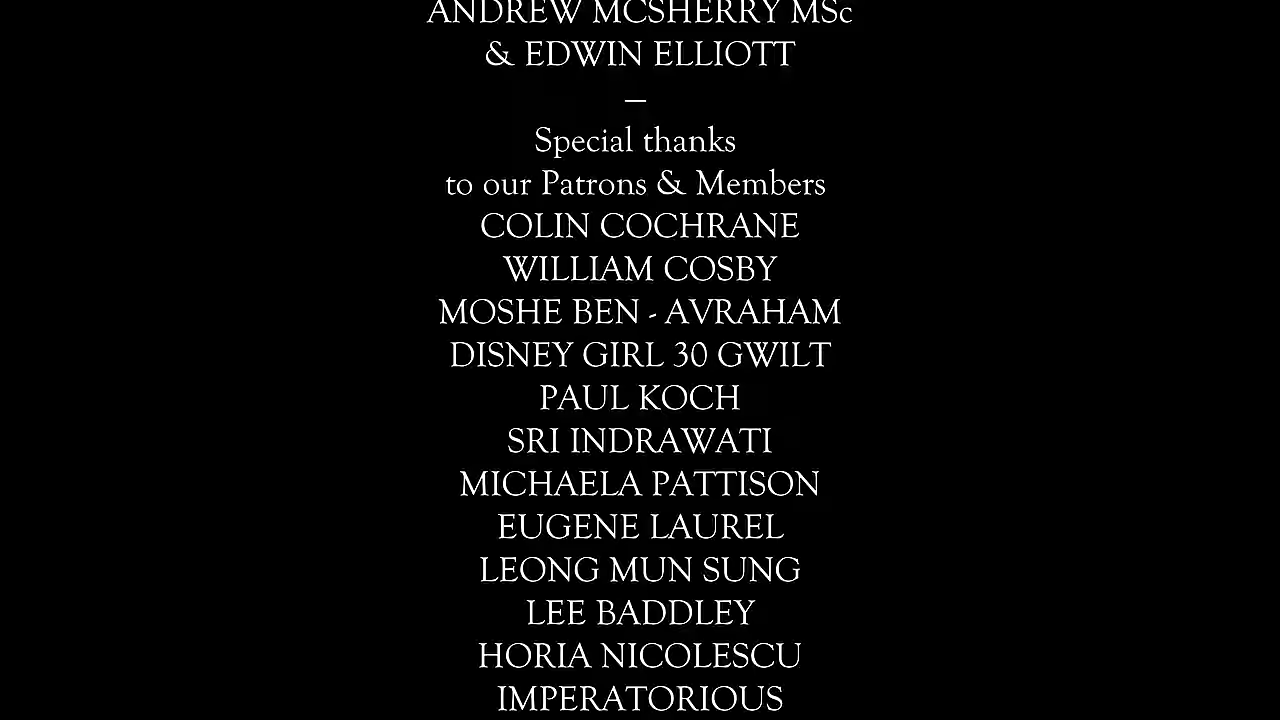 ANDREW MCSHERRY MSc
& EDWIN ELLIOTT
–
Special thanks
to our Patrons & Members
COLIN COCHRANE
WILLIAM COSBY
MOSHE BEN - AVRAHAM
DISNEY GIRL 30 GWILT
PAUL KOCH
SRI INDRAWATI
MICHAELA PATTISON
EUGENE LAUREL
LEONG MUN SUNG
LEE BADDLEY
HORIA NICOLESCU
IMPERATORIOUS